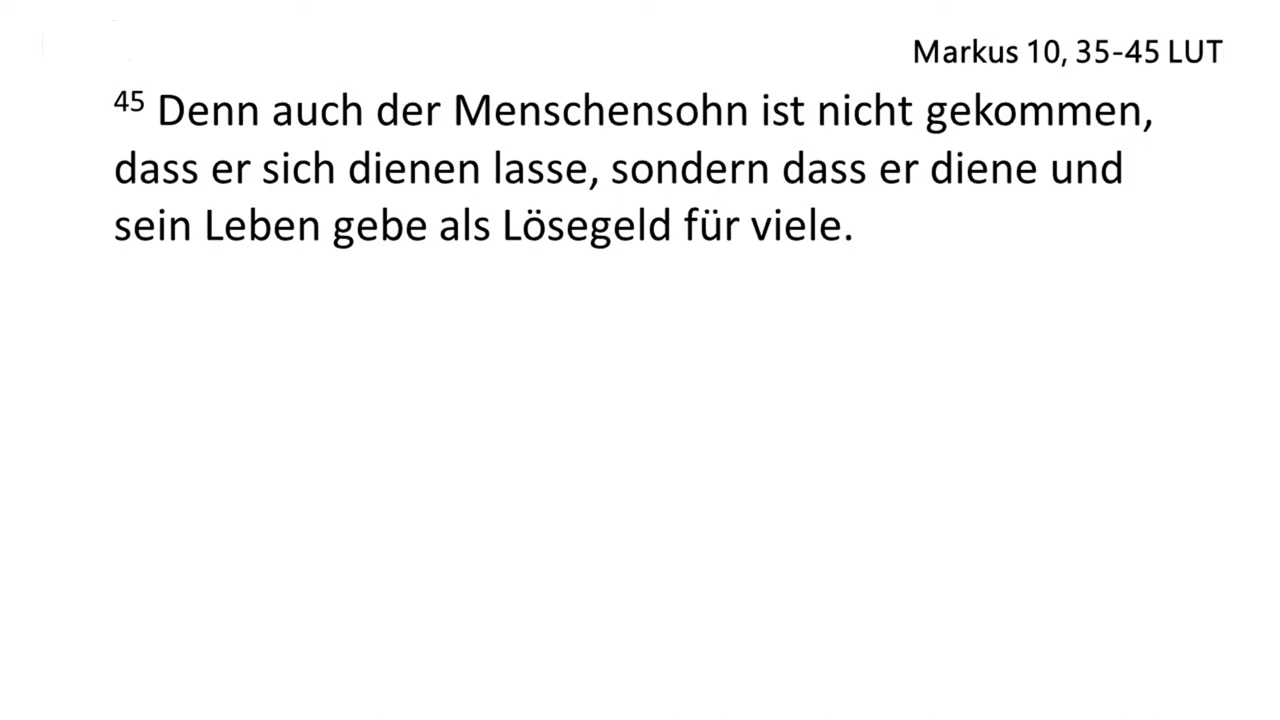 Markus 10, 35-45 LUT
45 Denn auch der Menschensohn ist nicht gekommen,
dass er sich dienen lasse, sondern dass er diene und
sein Leben gebe als Lösegeld für viele.